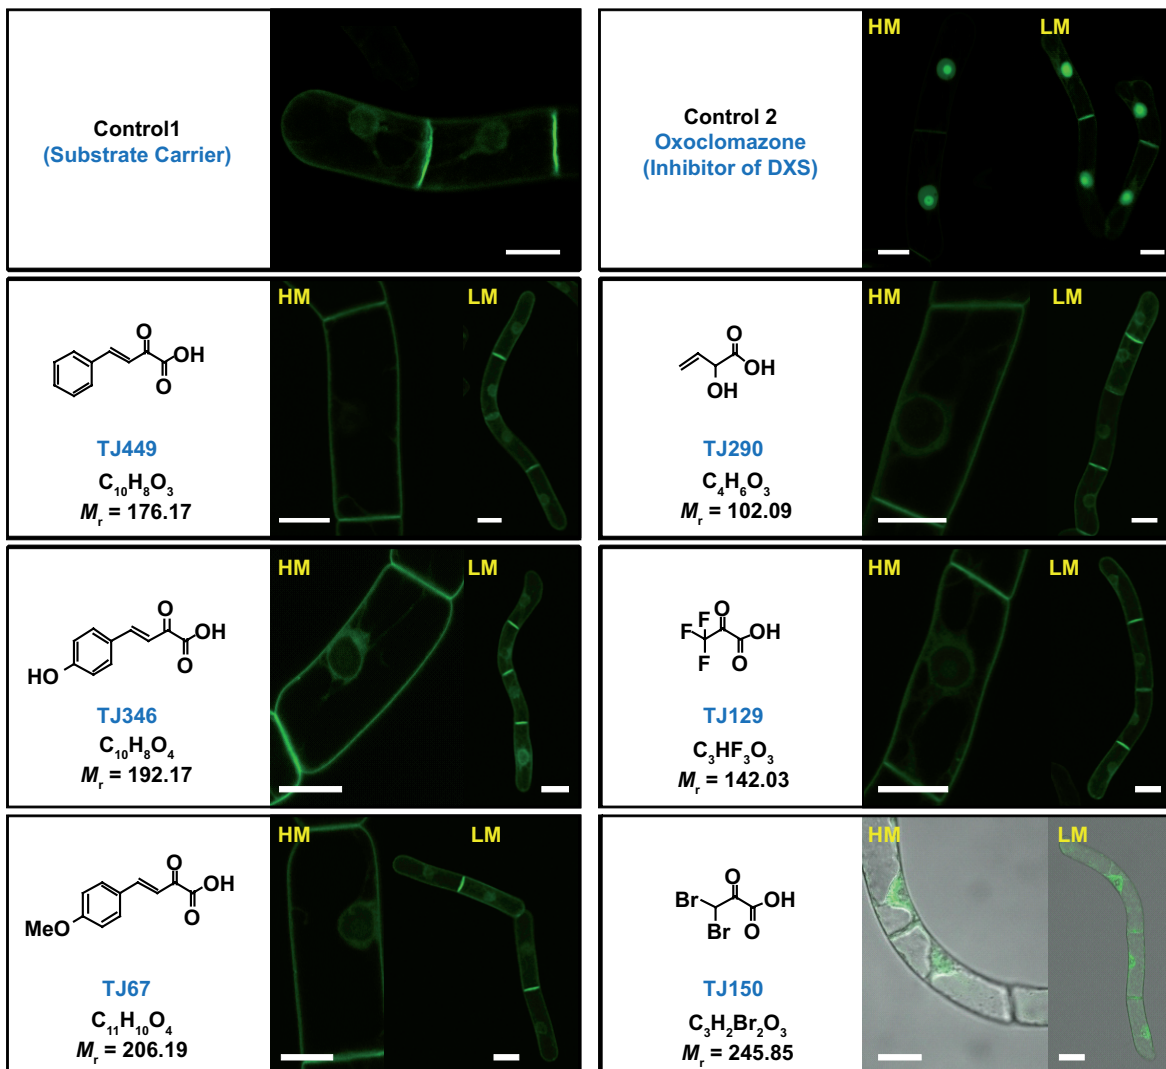 Control1
(Substrate Carrier)
Control 2
Oxoclomazone
(Inhibitor of DXS)
HM
LM
O
OH
O
TJ449
C₁₀H₈O₃
Mᵣ = 176.17
HM
LM
O
OH
OH
TJ290
C₄H₆O₃
Mᵣ = 102.09
HM
LM
O
OH
O
HO
TJ346
C₁₀H₈O₄
Mᵣ = 192.17
HM
LM
F O
F OH
F O
TJ129
C₃HF₃O₃
Mᵣ = 142.03
HM
LM
O
OH
O
MeO
TJ67
C₁₁H₁₀O₄
Mᵣ = 206.19
HM
LM
O
Br OH
Br O
TJ150
C₃H₂Br₂O₃
Mᵣ = 245.85
HM
LM